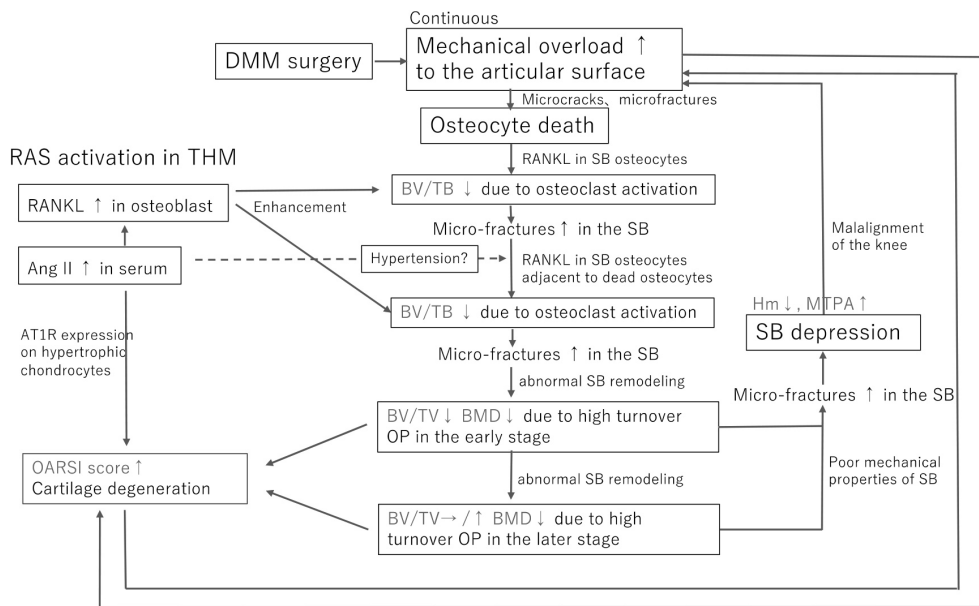 Continuous
DMM surgery
Mechanical overload ↑
to the articular surface
Microcracks、microfractures
Osteocyte death
RAS activation in THM
RANKL in SB osteocytes
RANKL ↑ in osteoblast
Enhancement
BV/TB ↓ due to osteoclast activation
Micro-fractures ↑ in the SB
Malalignment
of the knee
Ang II ↑ in serum
Hypertension?
RANKL in SB osteocytes
adjacent to dead osteocytes
BV/TB ↓ due to osteoclast activation
Hm ↓, MTPA ↑
SB depression
AT1R expression
on hypertrophic
chondrocytes
Micro-fractures ↑ in the SB
abnormal SB remodeling
Micro-fractures ↑ in the SB
BV/TV ↓ BMD ↓ due to high turnover
OP in the early stage
OARSI score ↑
Cartilage degeneration
abnormal SB remodeling
Poor mechanical
properties of SB
BV/TV→ / ↑ BMD ↓ due to high
turnover OP in the later stage